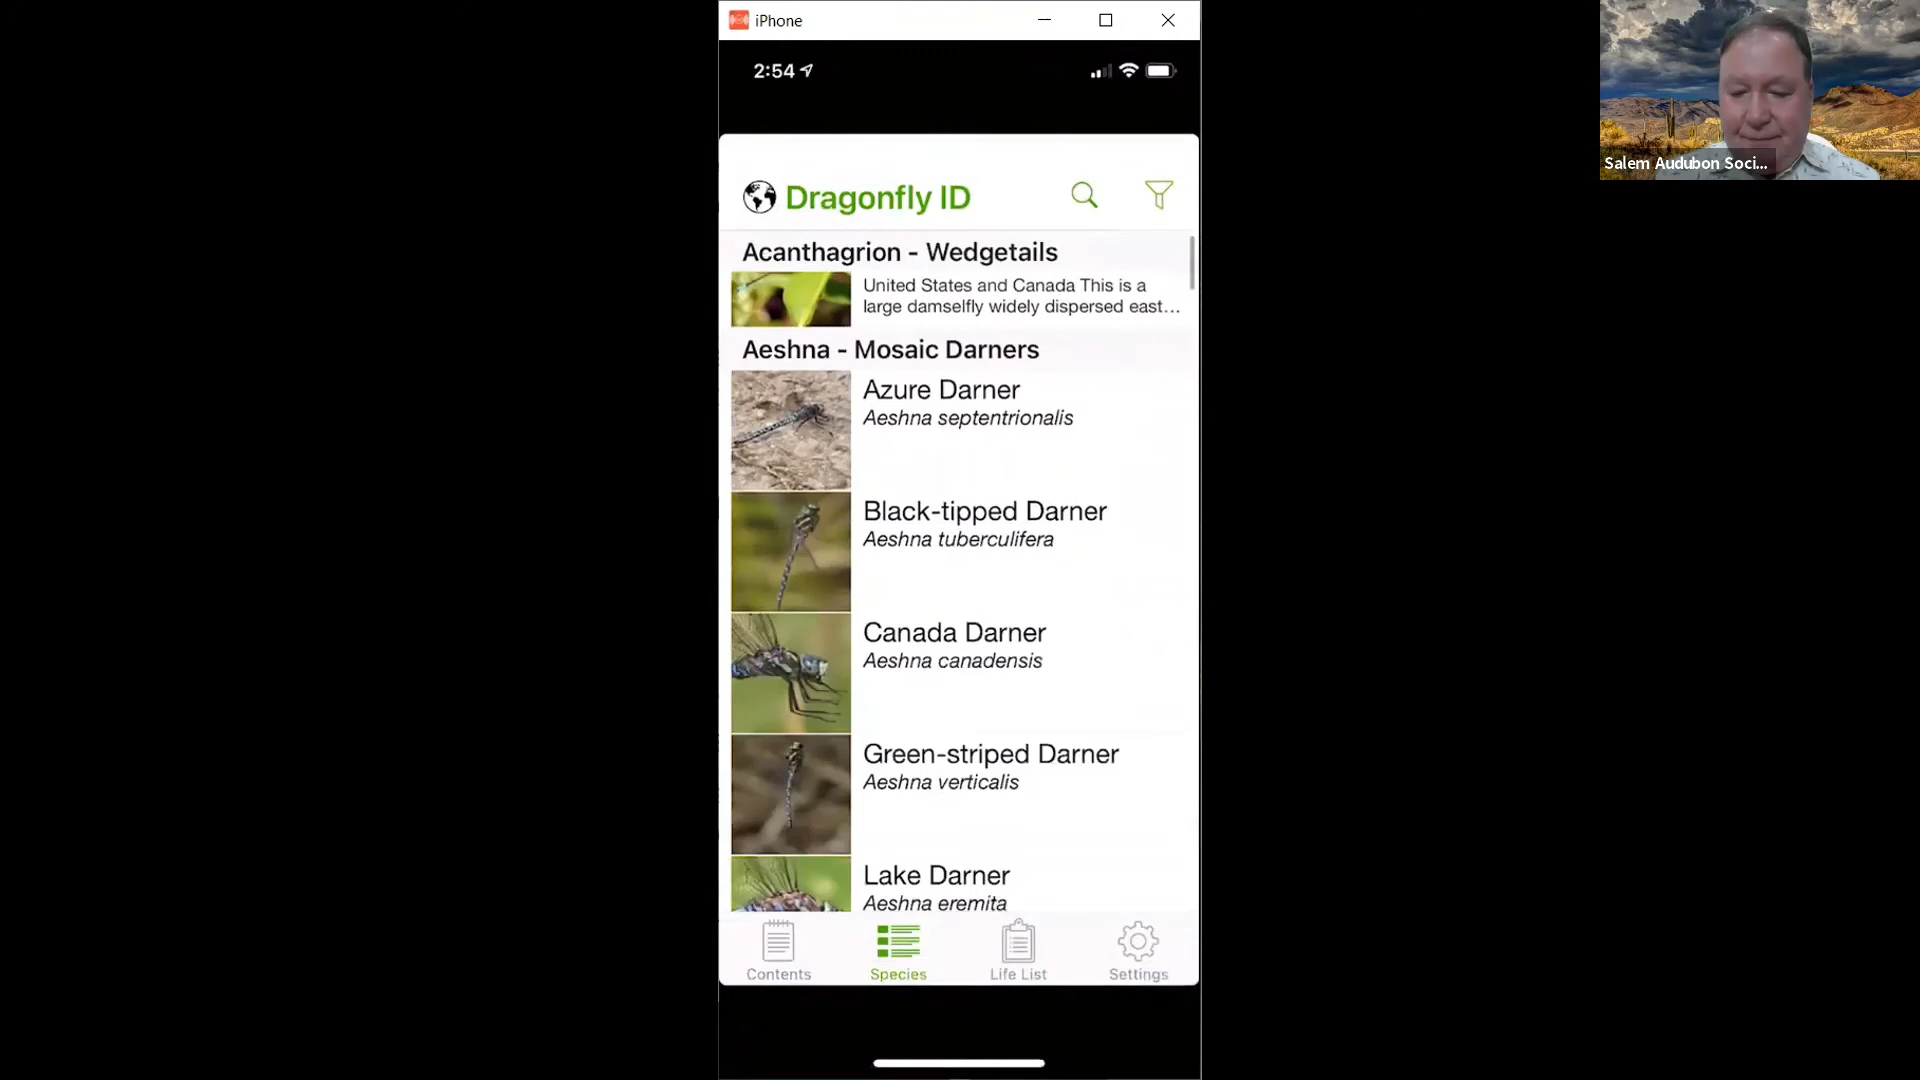 iPhone
2:54
Salem Audubon Soci...
Dragonfly ID
Acanthagrion - Wedgetails
United States and Canada This is a
large damselfly widely dispersed east...
Aeshna - Mosaic Darners
Azure Darner
Aeshna septentrionalis
Black-tipped Darner
Aeshna tuberculifera
Canada Darner
Aeshna canadensis
Green-striped Darner
Aeshna verticalis
Lake Darner
Aeshna eremita
Contents
Species
Life List
Settings